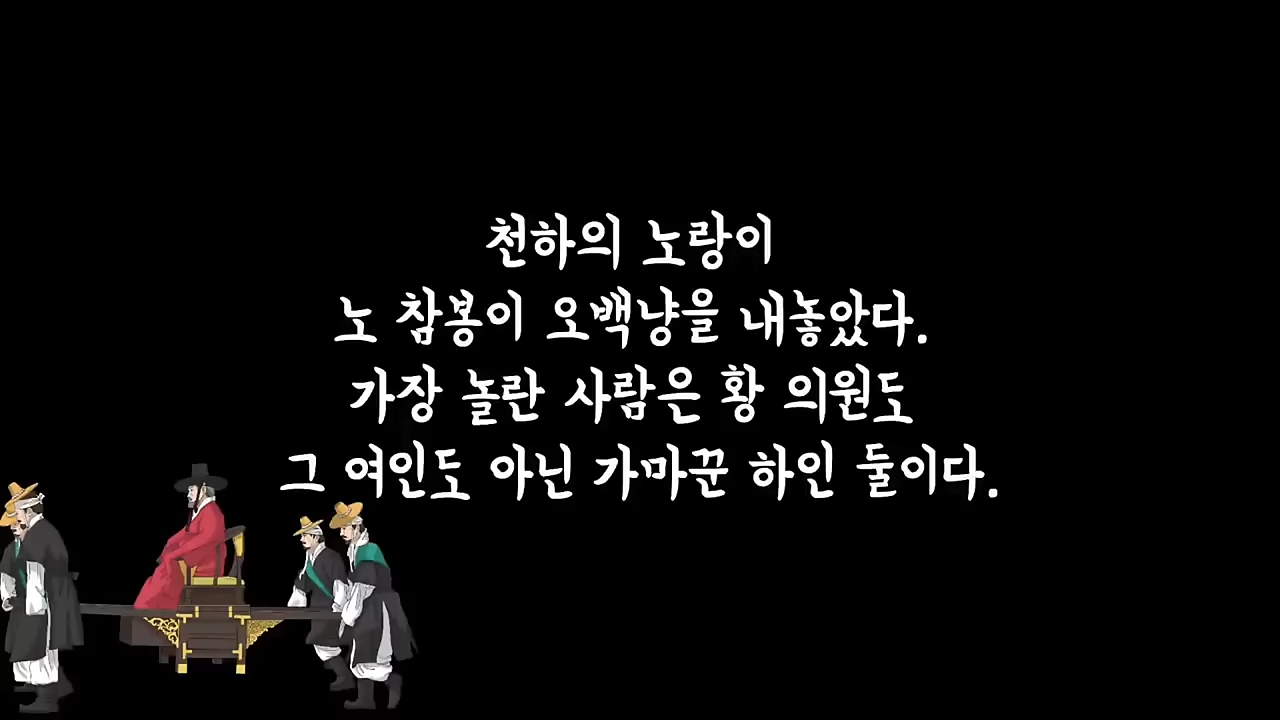 천하의 노랑이
노 참봉이 오백냥을 내놓았다.
가장 놀란 사람은 황 의원도
그 여인도 아닌 가마꾼 하인 둘이다.